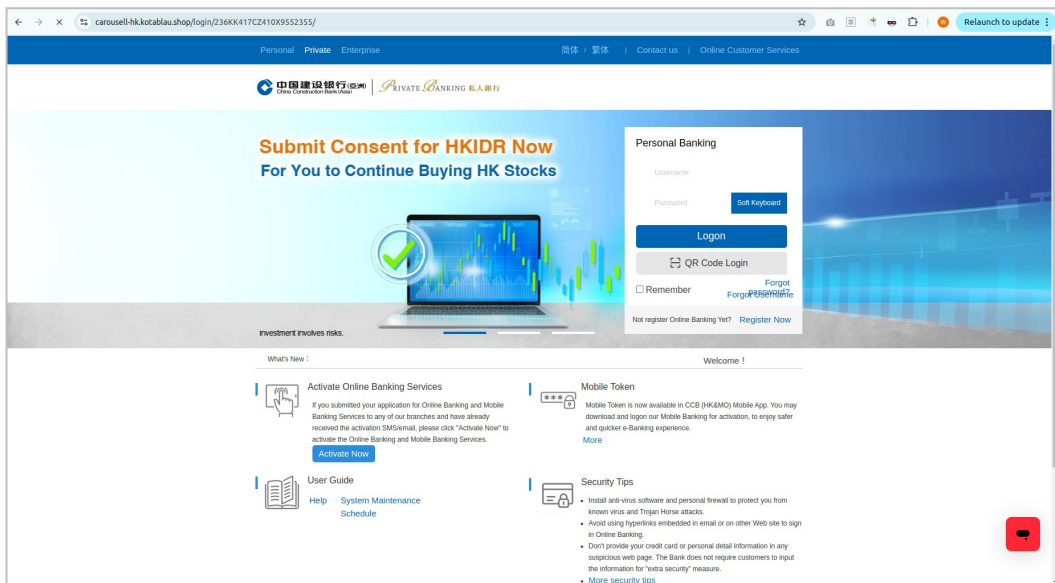 carousell-hk.kotablau.shop/login/236KK417CZ410X9552355/
W
Relaunch to update
Personal Private Enterprise
简体 / 繁体 | Contact us | Online Customer Services
中国建设银行(亞洲) PRIVATE BANKING 私人銀行
China Construction Bank (Asia)
Submit Consent for HKIDR Now
For You to Continue Buying HK Stocks
Investment involves risks.
Personal Banking
Username
Password
Soft Keyboard
Logon
QR Code Login
Remember
Forgot password?
Forgot Username
Not register Online Banking Yet? Register Now
What's New :
Welcome !
Activate Online Banking Services
If you submitted your application for Online Banking and Mobile
Banking Services to any of our branches and have already
received the activation SMS/email, please click "Activate Now" to
activate the Online Banking and Mobile Banking Services.
Activate Now
Mobile Token
Mobile Token is now available in CCB (HK&MO) Mobile App. You may
download and logon our Mobile Banking for activation, to enjoy safer
and quicker e-Banking experience.
More
User Guide
Help System Maintenance
Schedule
Security Tips
Install anti-virus software and personal firewall to protect you from
known virus and Trojan Horse attacks.
Avoid using hyperlinks embedded in email or on other Web site to sign
in Online Banking.
Don't provide your credit card or personal detail information in any
suspicious web page. The Bank does not require customers to input
the information for "extra security" measure.
More security tips